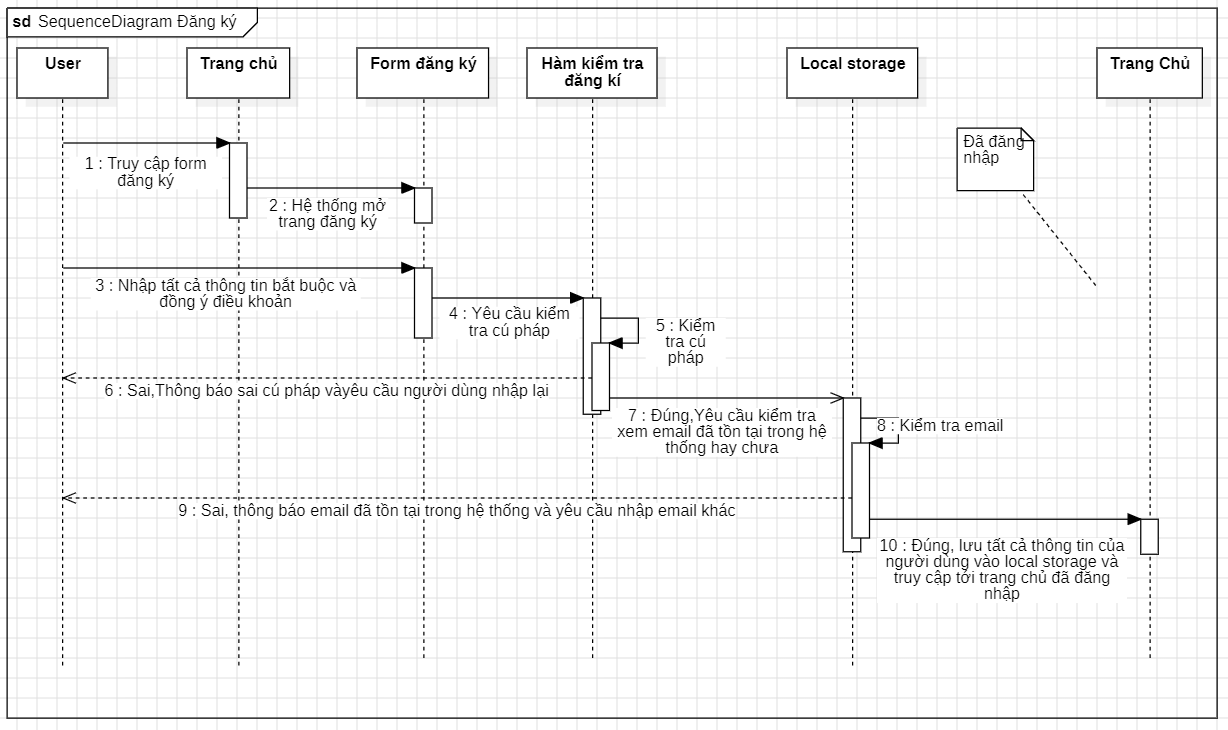 sd SequenceDiagram Đăng ký
User
Trang chủ
Form đăng ký
Hàm kiểm tra
đăng kí
Local storage
Trang Chủ
Đã đăng
nhập
1 : Truy cập form
đăng ký
2 : Hệ thống mở
trang đăng ký
3 : Nhập tất cả thông tin bắt buộc và
đồng ý điều khoản
4 : Yêu cầu kiểm
tra cú pháp
5 : Kiểm
tra cú
pháp
6 : Sai,Thông báo sai cú pháp vàyêu cầu người dùng nhập lại
7 : Đúng,Yêu cầu kiểm tra
xem email đã tồn tại trong hệ
thống hay chưa
8 : Kiểm tra email
9 : Sai, thông báo email đã tồn tại trong hệ thống và yêu cầu nhập email khác
10 : Đúng, lưu tất cả thông tin của
người dùng vào local storage và
truy cập tới trang chủ đã đăng
nhập